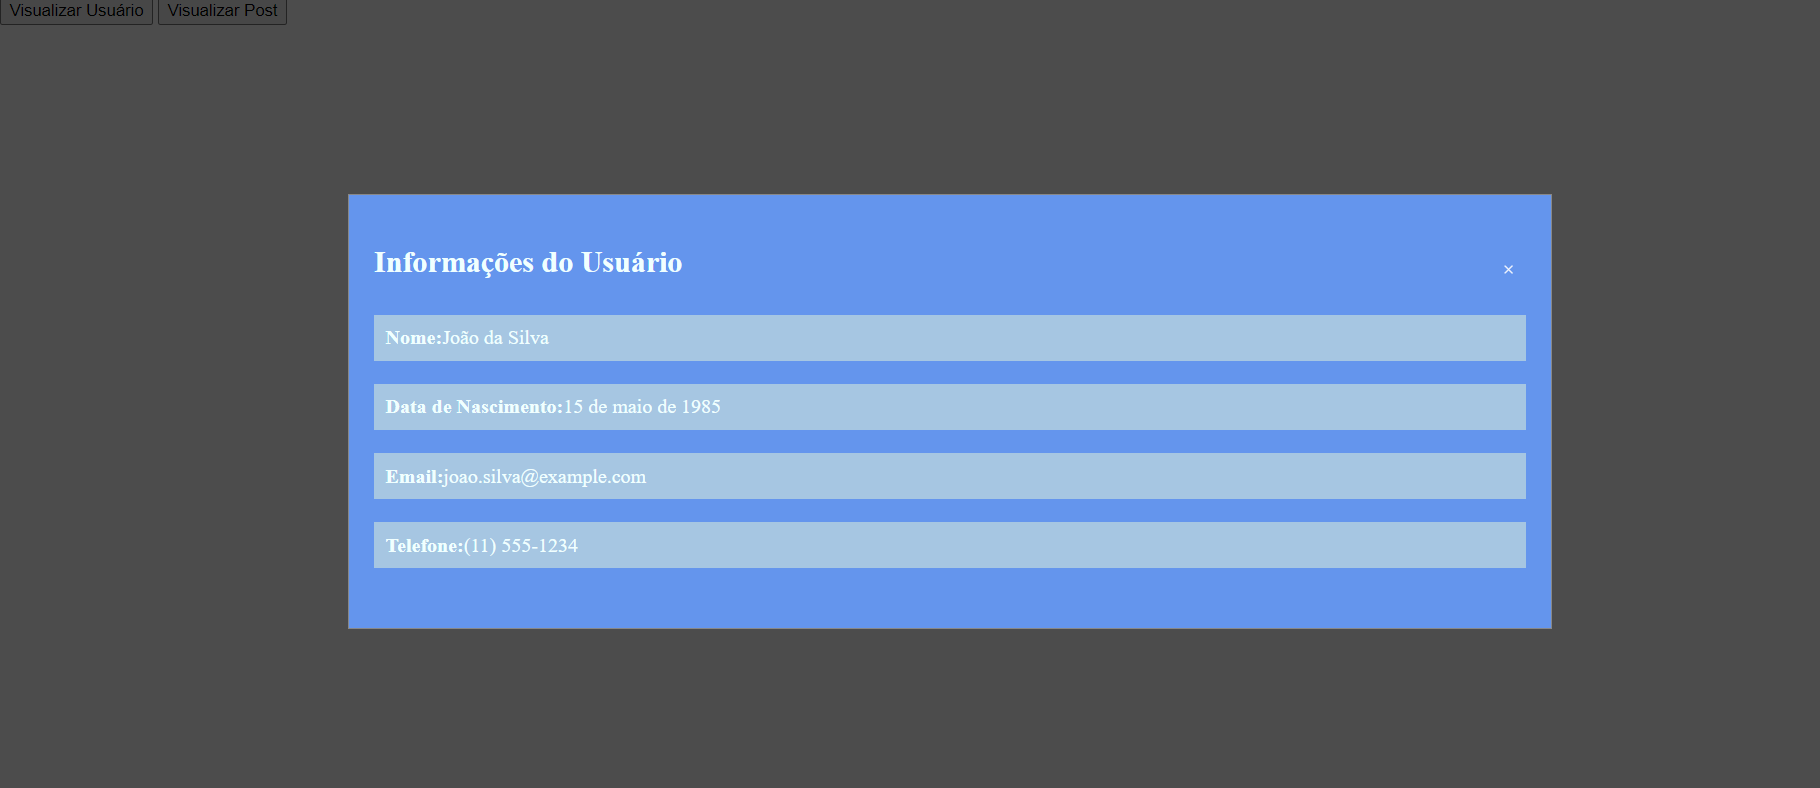 Visualizar Usuário Visualizar Post
Informações do Usuário ×
Nome:João da Silva
Data de Nascimento:15 de maio de 1985
Email:joao.silva@example.com
Telefone:(11) 555-1234